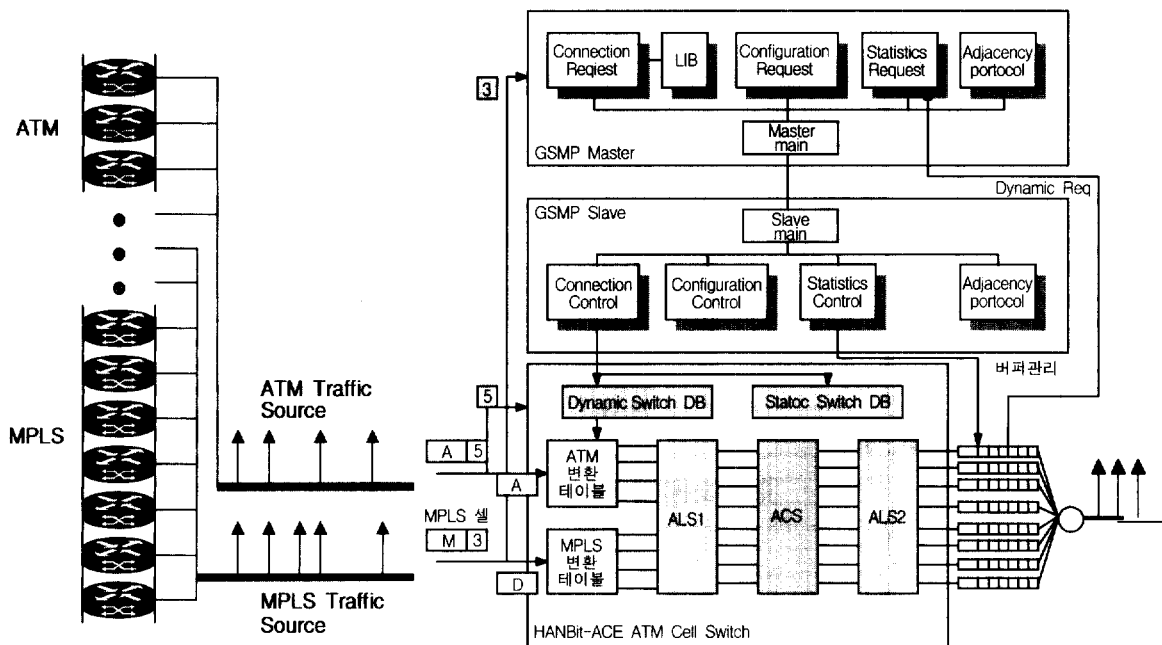 ATM
MPLS
ATM Traffic
Source
MPLS Traffic
Source
3
Connection
Reqiest
LIB
Configuration
Request
Statistics
Request
Adjacency
portocol
Master
main
GSMP Master
Dynamic Req
GSMP Slave
Slave
main
Connection
Control
Configuration
Control
Statistics
Control
Adjacency
portocol
버퍼관리
5
Dynamic Switch DB
Statoc Switch DB
A 5
A
ATM
변환
테이블
MPLS 셀
M 3
D
MPLS
변환
테이블
ALS1
ACS
ALS2
HANBit-ACE ATM Cell Switch